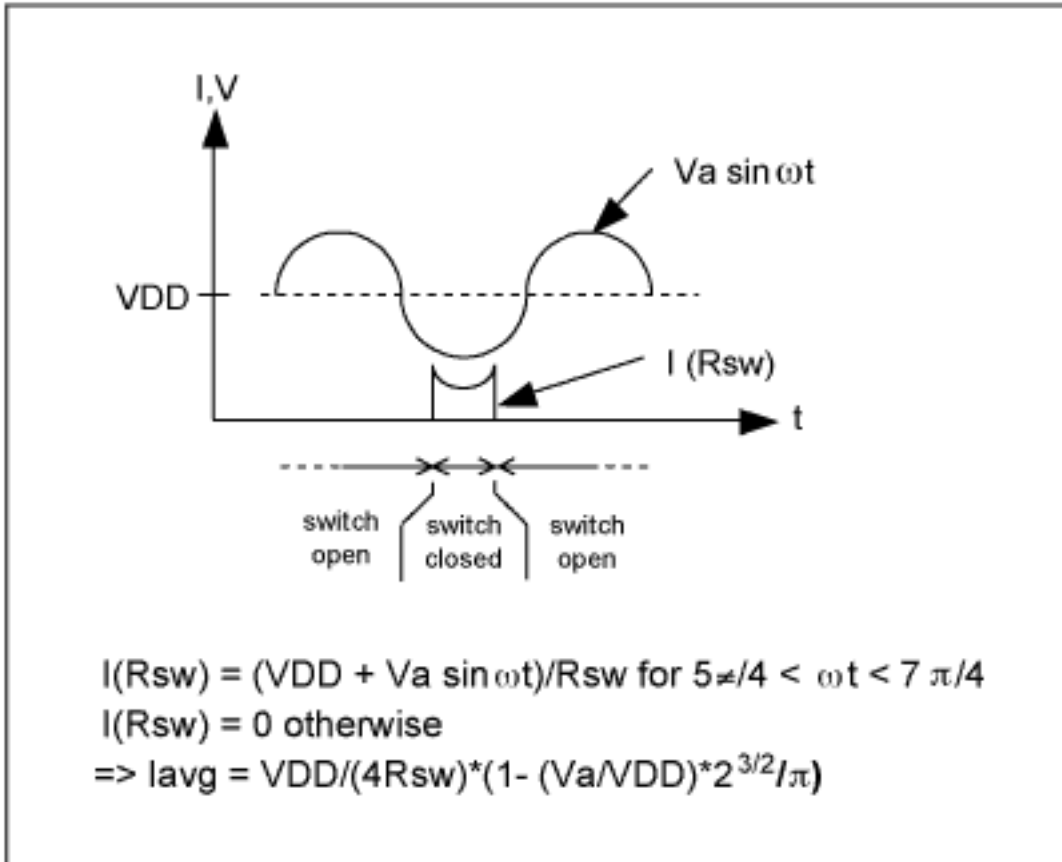 I,V
Va sin ωt
VDD
I (Rsw)
t
switch open
switch closed
switch open
I(Rsw) = (VDD + Va sin ωt)/Rsw for 5≠/4 < ωt < 7 π/4
I(Rsw) = 0 otherwise
=> Iavg = VDD/(4Rsw)*(1- (Va/VDD)*2^3/2/π)